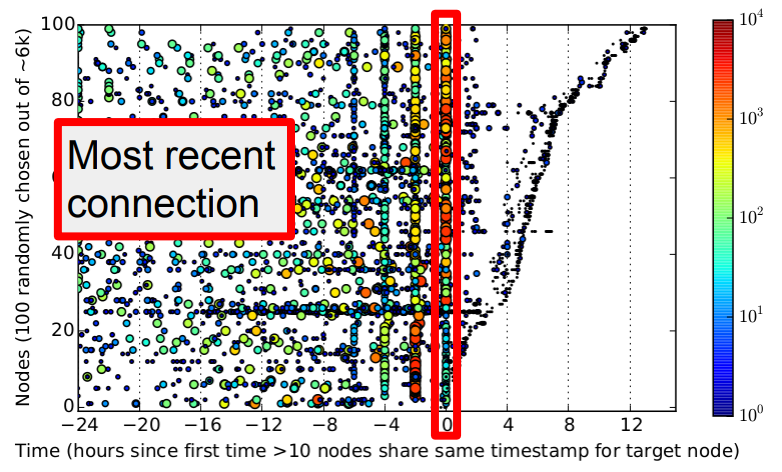 100
80
60
40
20
0
Nodes (100 randomly chosen out of ~6k)
Most recent
connection
−24 −20 −16 −12 −8 −4 0 4 8 12
Time (hours since first time >10 nodes share same timestamp for target node)
10⁴
10³
10²
10¹
10⁰